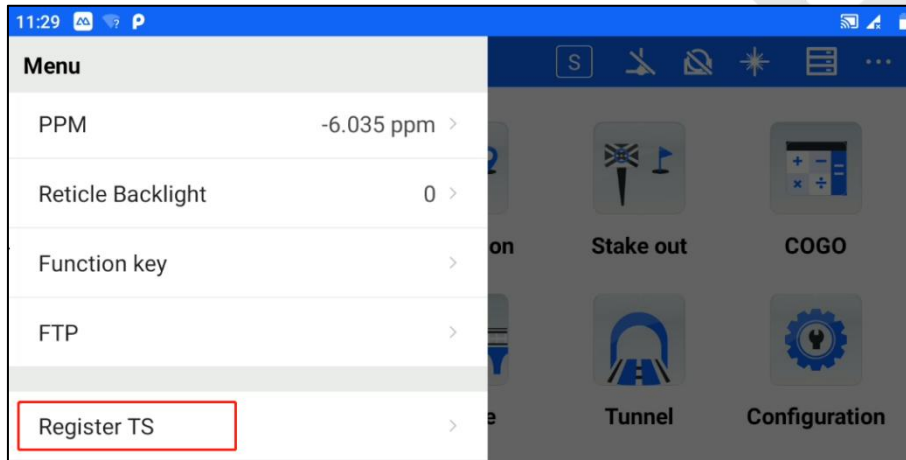 11:29
Menu
S
PPM -6.035 ppm
Reticle Backlight 0
Function key
on Stake out COGO
FTP
Register TS
e Tunnel Configuration